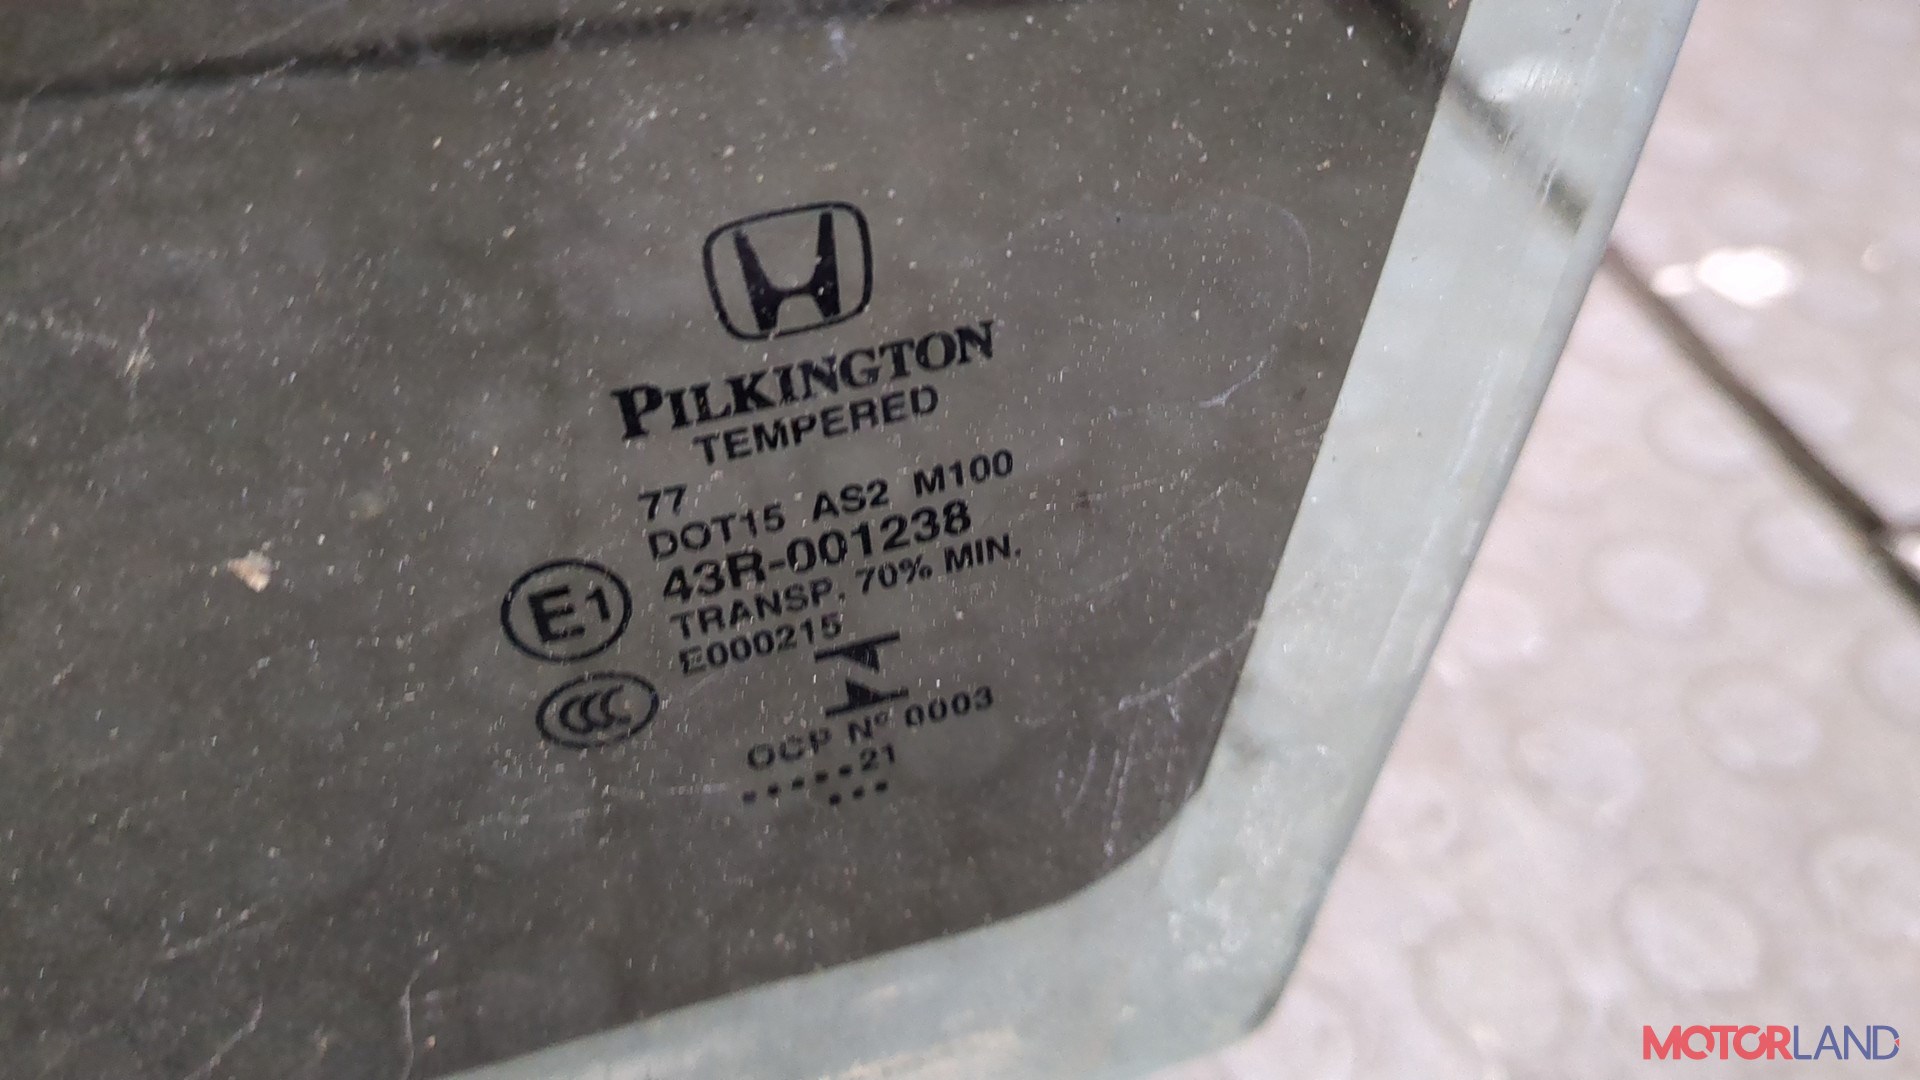 PILKINGTON
TEMPERED
77
DOT15 AS2 M100
43R-001238
E1
TRANSP. 70% MIN.
E000215
CCC
OCP Nº 0003
.....21
...
MOTORLAND